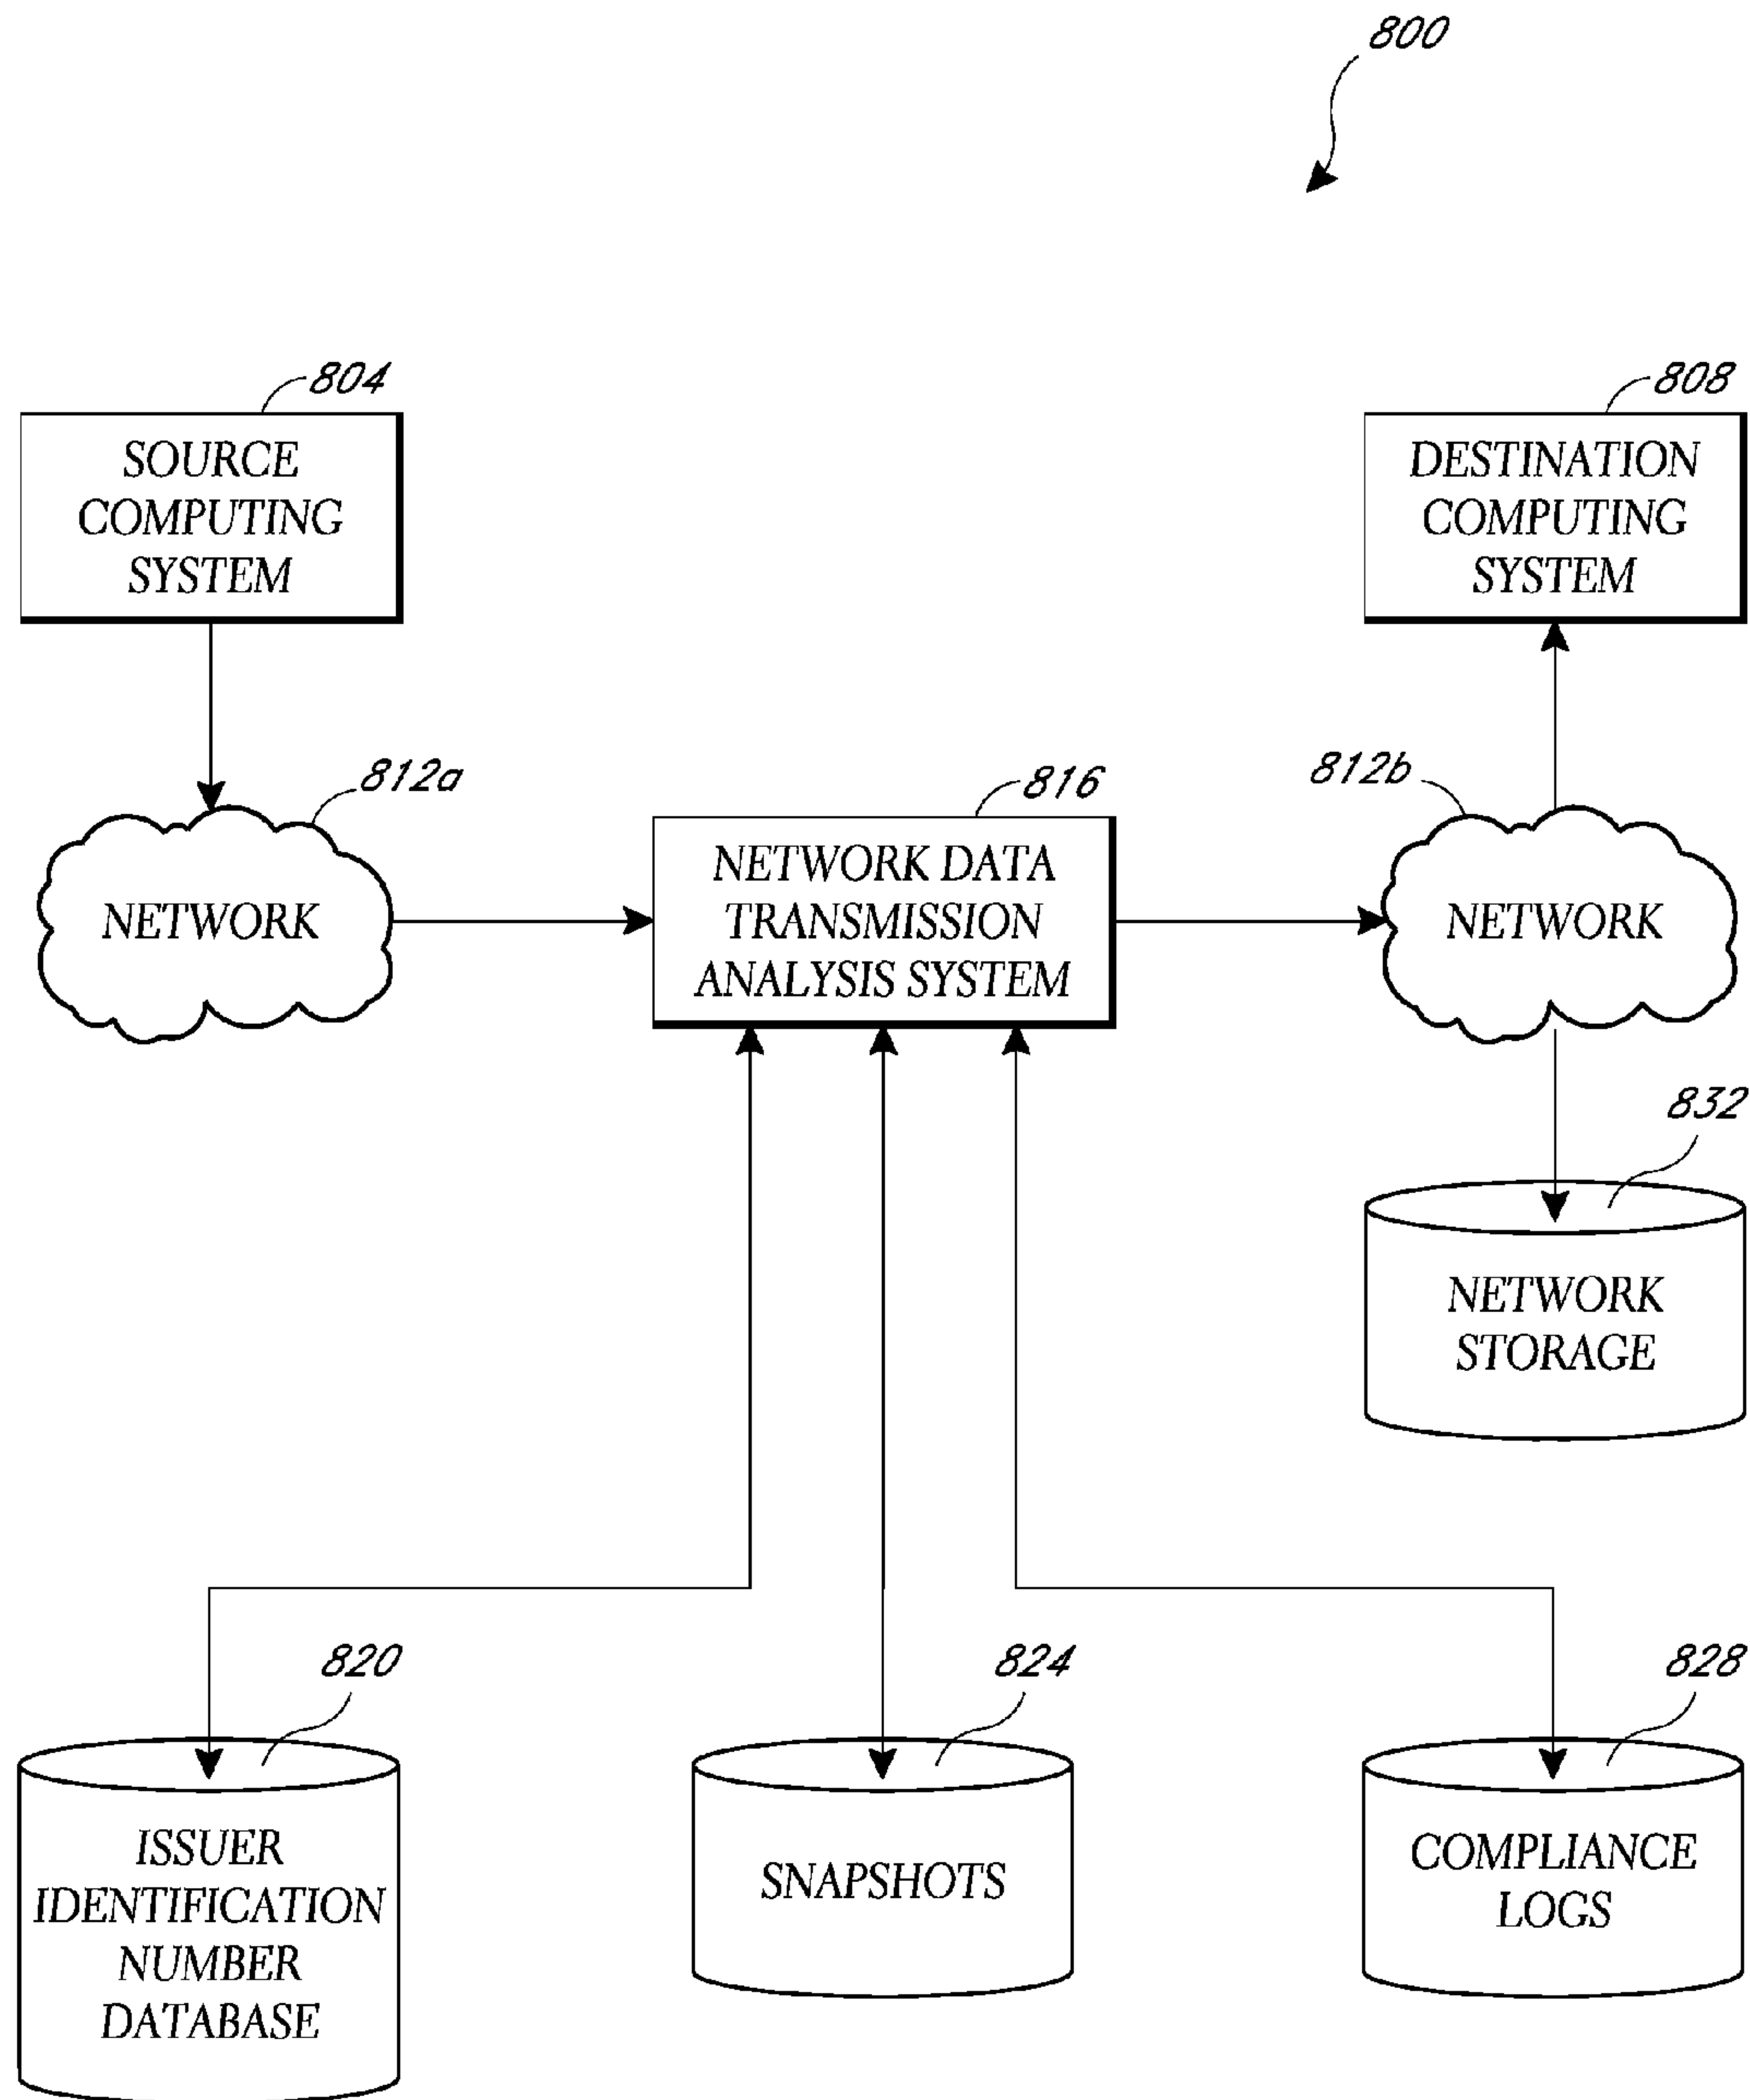 800
804
SOURCE
COMPUTING
SYSTEM
808
DESTINATION
COMPUTING
SYSTEM
812a
NETWORK
816
NETWORK DATA
TRANSMISSION
ANALYSIS SYSTEM
812b
NETWORK
832
NETWORK
STORAGE
820
ISSUER
IDENTIFICATION
NUMBER
DATABASE
824
SNAPSHOTS
828
COMPLIANCE
LOGS